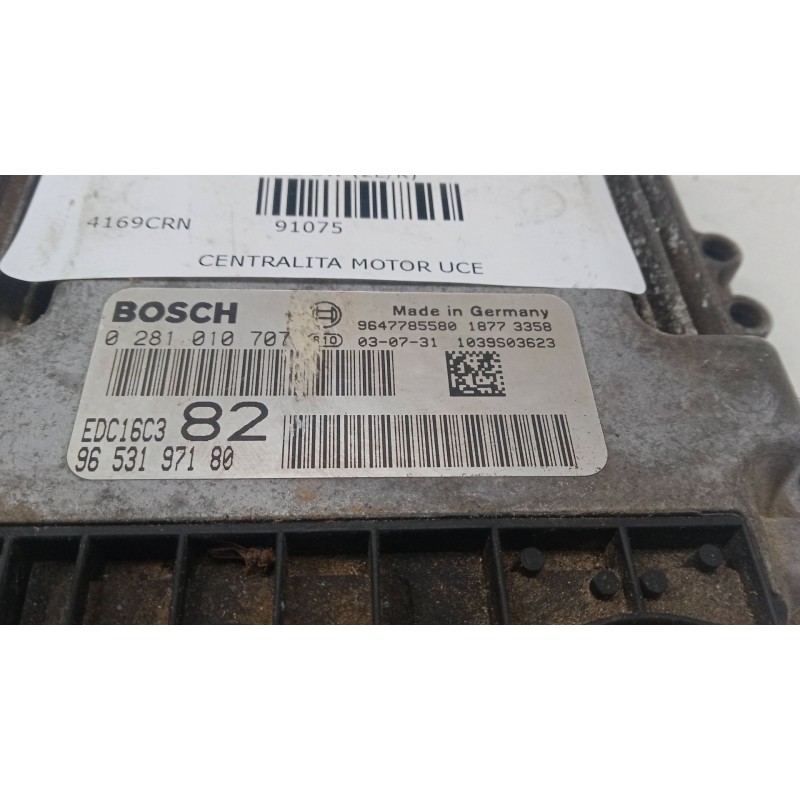 4169CRN 91075
CENTRALITA MOTOR UCE
BOSCH Made in Germany
0 281 010 707 9647785580 1877 3358
03-07-31 1039S03623
EDC16C3 82
96 531 971 80